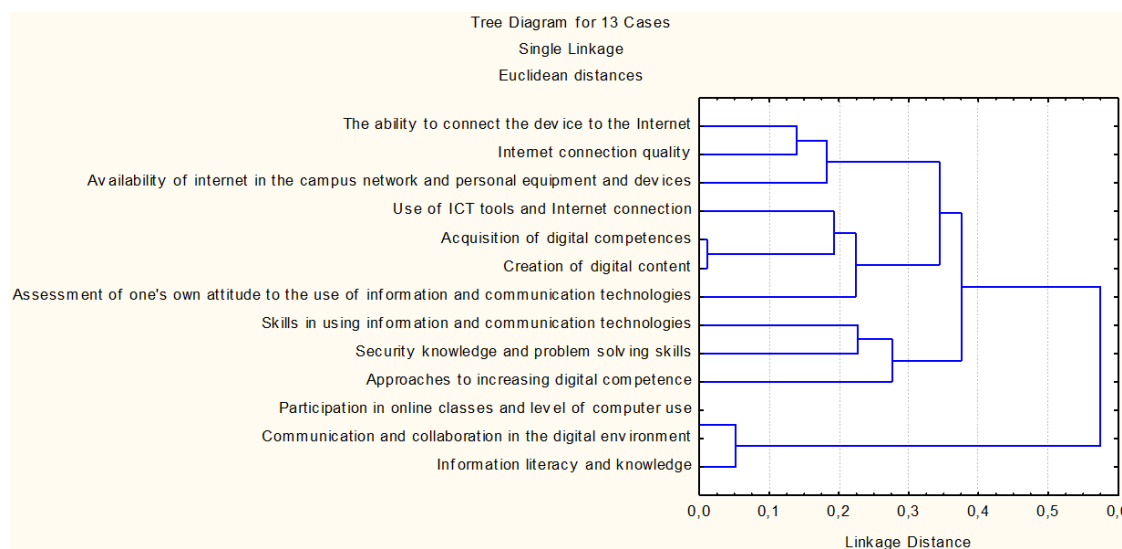 Tree Diagram for 13 Cases
Single Linkage
Euclidean distances
The ability to connect the device to the Internet
Internet connection quality
Availability of internet in the campus network and personal equipment and devices
Use of ICT tools and Internet connection
Acquisition of digital competences
Creation of digital content
Assessment of one's own attitude to the use of information and communication technologies
Skills in using information and communication technologies
Security knowledge and problem solving skills
Approaches to increasing digital competence
Participation in online classes and level of computer use
Communication and collaboration in the digital environment
Information literacy and knowledge
0,0 0,1 0,2 0,3 0,4 0,5 0,
Linkage Distance